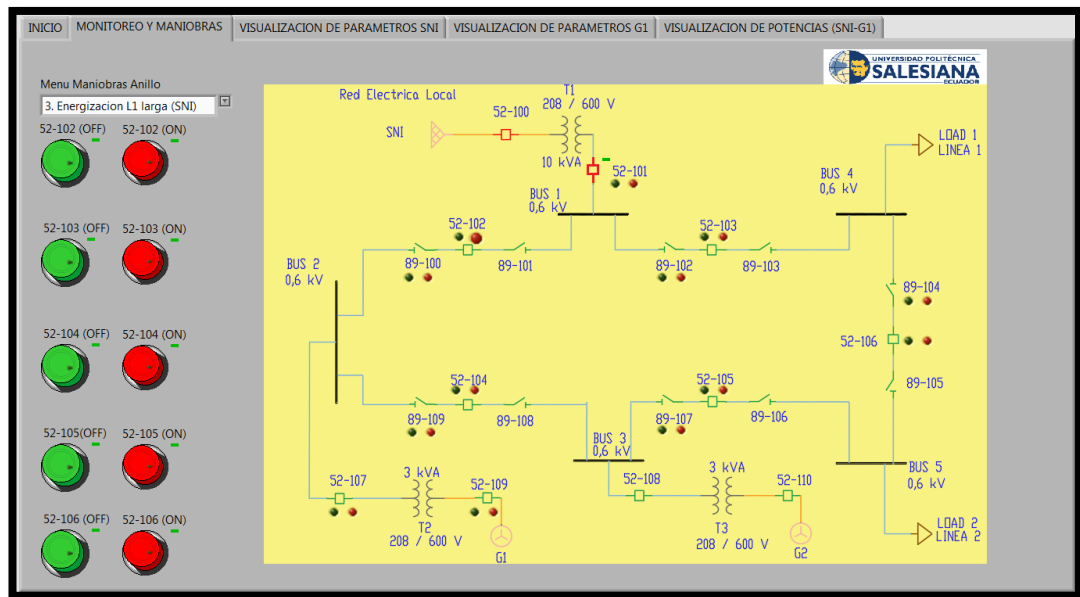 INICIO
MONITOREO Y MANIOBRAS
VISUALIZACION DE PARAMETROS SNI
VISUALIZACION DE PARAMETROS G1
VISUALIZACION DE POTENCIAS (SNI-G1)
UNIVERSIDAD POLITÉCNICA
SALESIANA
ECUADOR
Menu Maniobras Anillo
3. Energizacion L1 larga (SNI)
52-102 (OFF)
52-102 (ON)
52-103 (OFF)
52-103 (ON)
52-104 (OFF)
52-104 (ON)
52-105(OFF)
52-105 (ON)
52-106 (OFF)
52-106 (ON)
Red Electrica Local
T1
208 / 600 V
52-100
SNI
10 kVA
52-101
BUS 1
0,6 kV
LOAD 1
LINEA 1
BUS 4
0,6 kV
52-102
52-103
89-100
89-101
89-102
89-103
BUS 2
0,6 kV
89-104
52-106
89-105
52-104
52-105
89-109
89-108
89-107
89-106
BUS 3
0,6 kV
BUS 5
0,6 kV
52-107
3 kVA
52-109
52-108
3 kVA
52-110
T2
208 / 600 V
G1
T3
208 / 600 V
G2
LOAD 2
LINEA 2